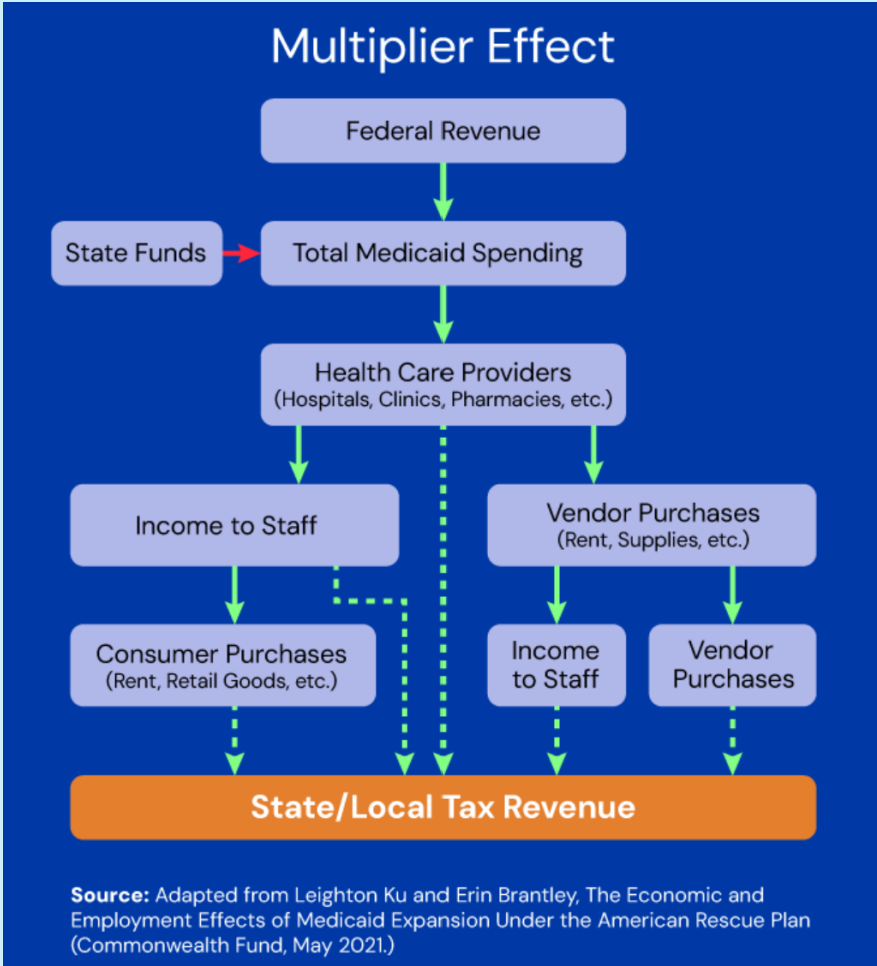 Multiplier Effect
Federal Revenue
State Funds
Total Medicaid Spending
Health Care Providers
(Hospitals, Clinics, Pharmacies, etc.)
Income to Staff
Vendor Purchases
(Rent, Supplies, etc.)
Consumer Purchases
(Rent, Retail Goods, etc.)
Income
to Staff
Vendor
Purchases
State/Local Tax Revenue
Source: Adapted from Leighton Ku and Erin Brantley, The Economic and
Employment Effects of Medicaid Expansion Under the American Rescue Plan
(Commonwealth Fund, May 2021.)